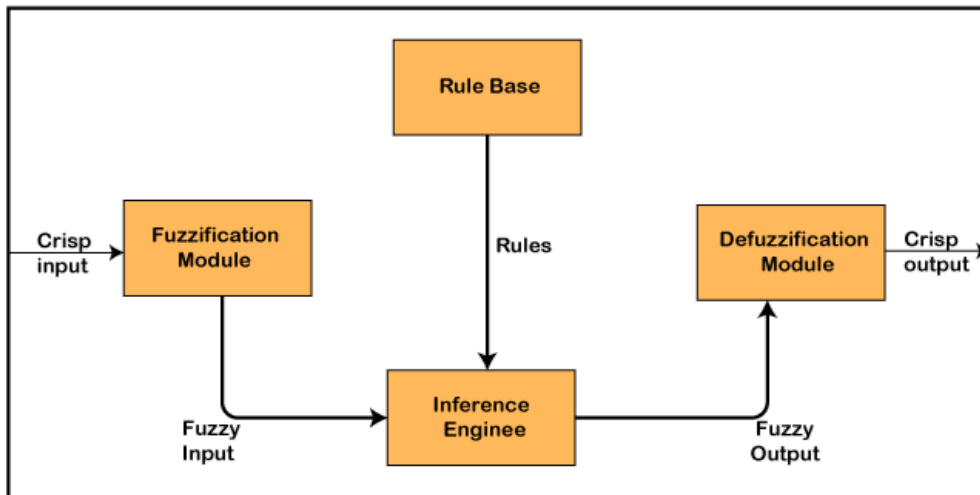 Rule Base
Fuzzification
Module
Crisp
input
Rules
Defuzzification
Module
Crisp
output
Inference
Enginee
Fuzzy
Input
Fuzzy
Output